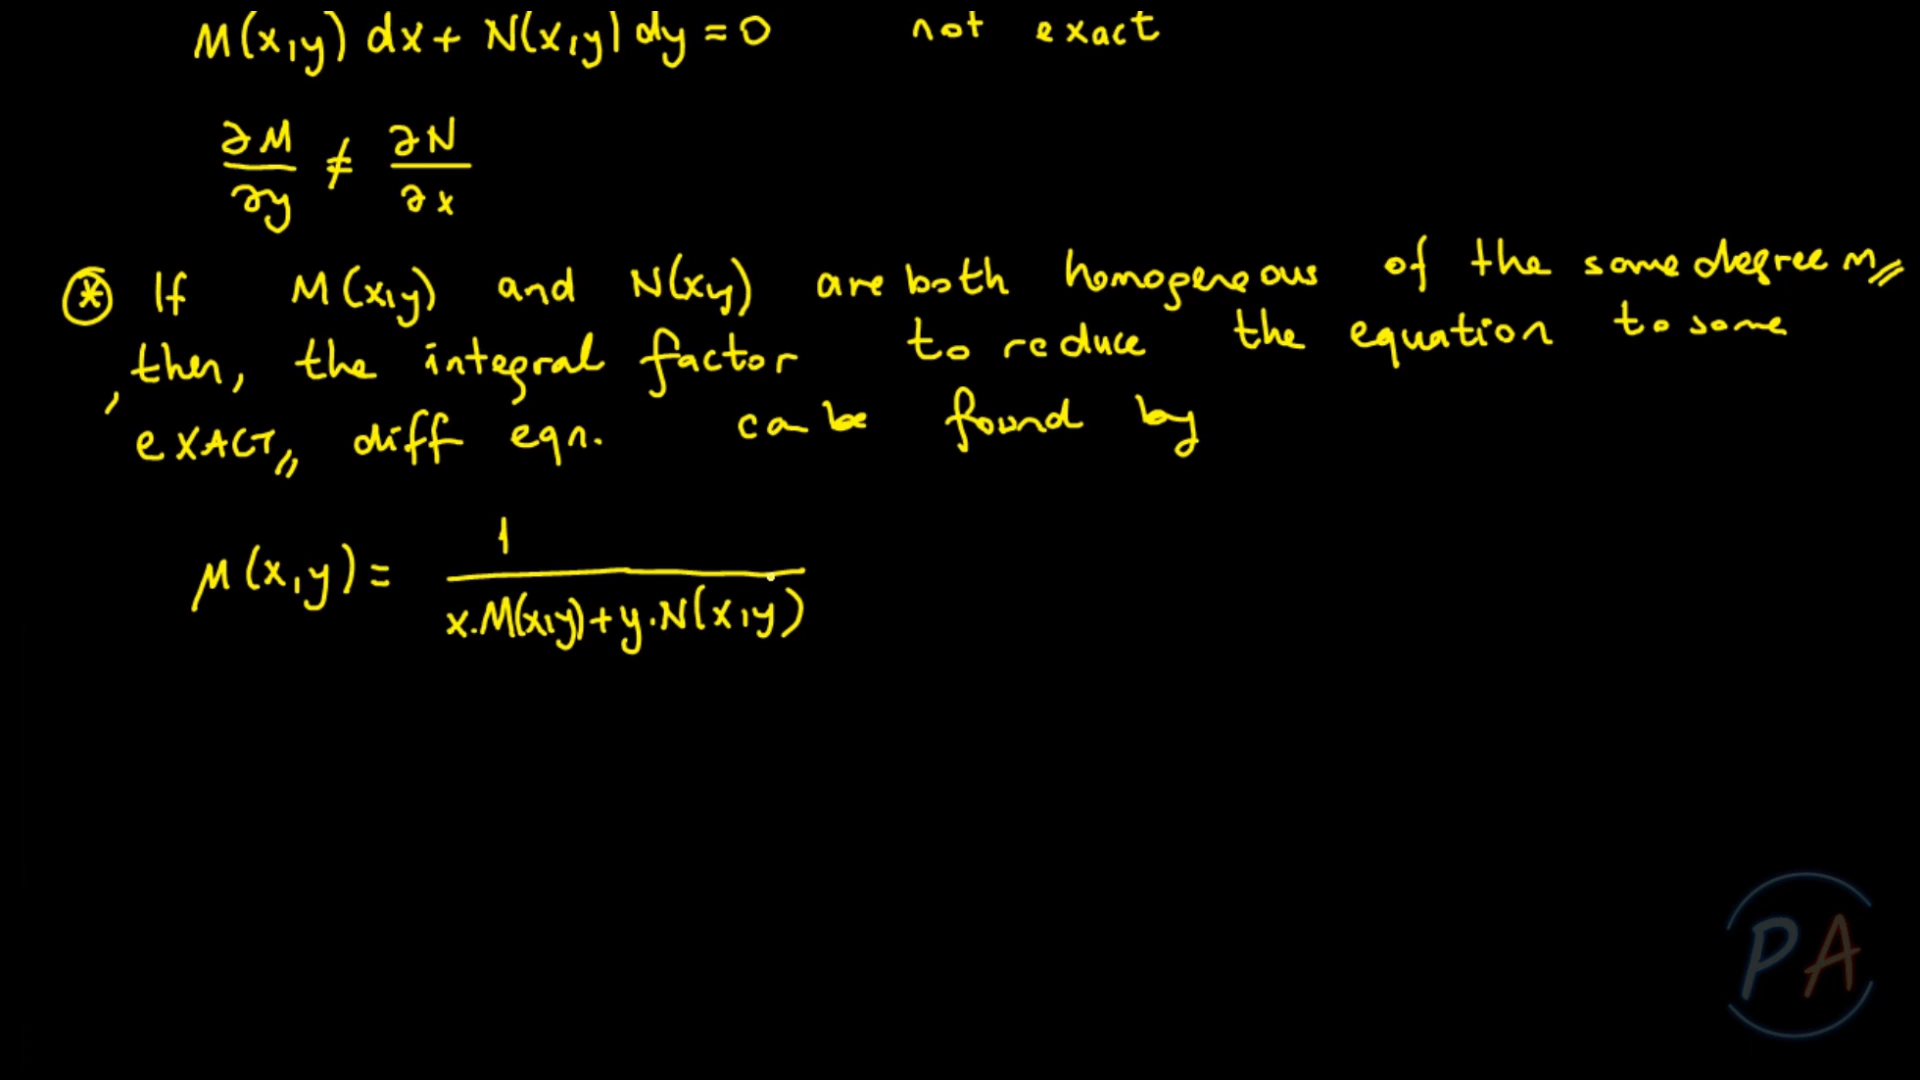 M(x,y) dx + N(x,y) dy = 0 not exact
∂M/∂y ≠ ∂N/∂x
⊛ If M(x,y) and N(x,y) are both homogeneous of the same degree n,,
, then, the integral factor to reduce the equation to some
eXACT,, diff eqn. can be found by
μ(x,y) = 1/(x.M(x,y)+y.N(x,y))
PA